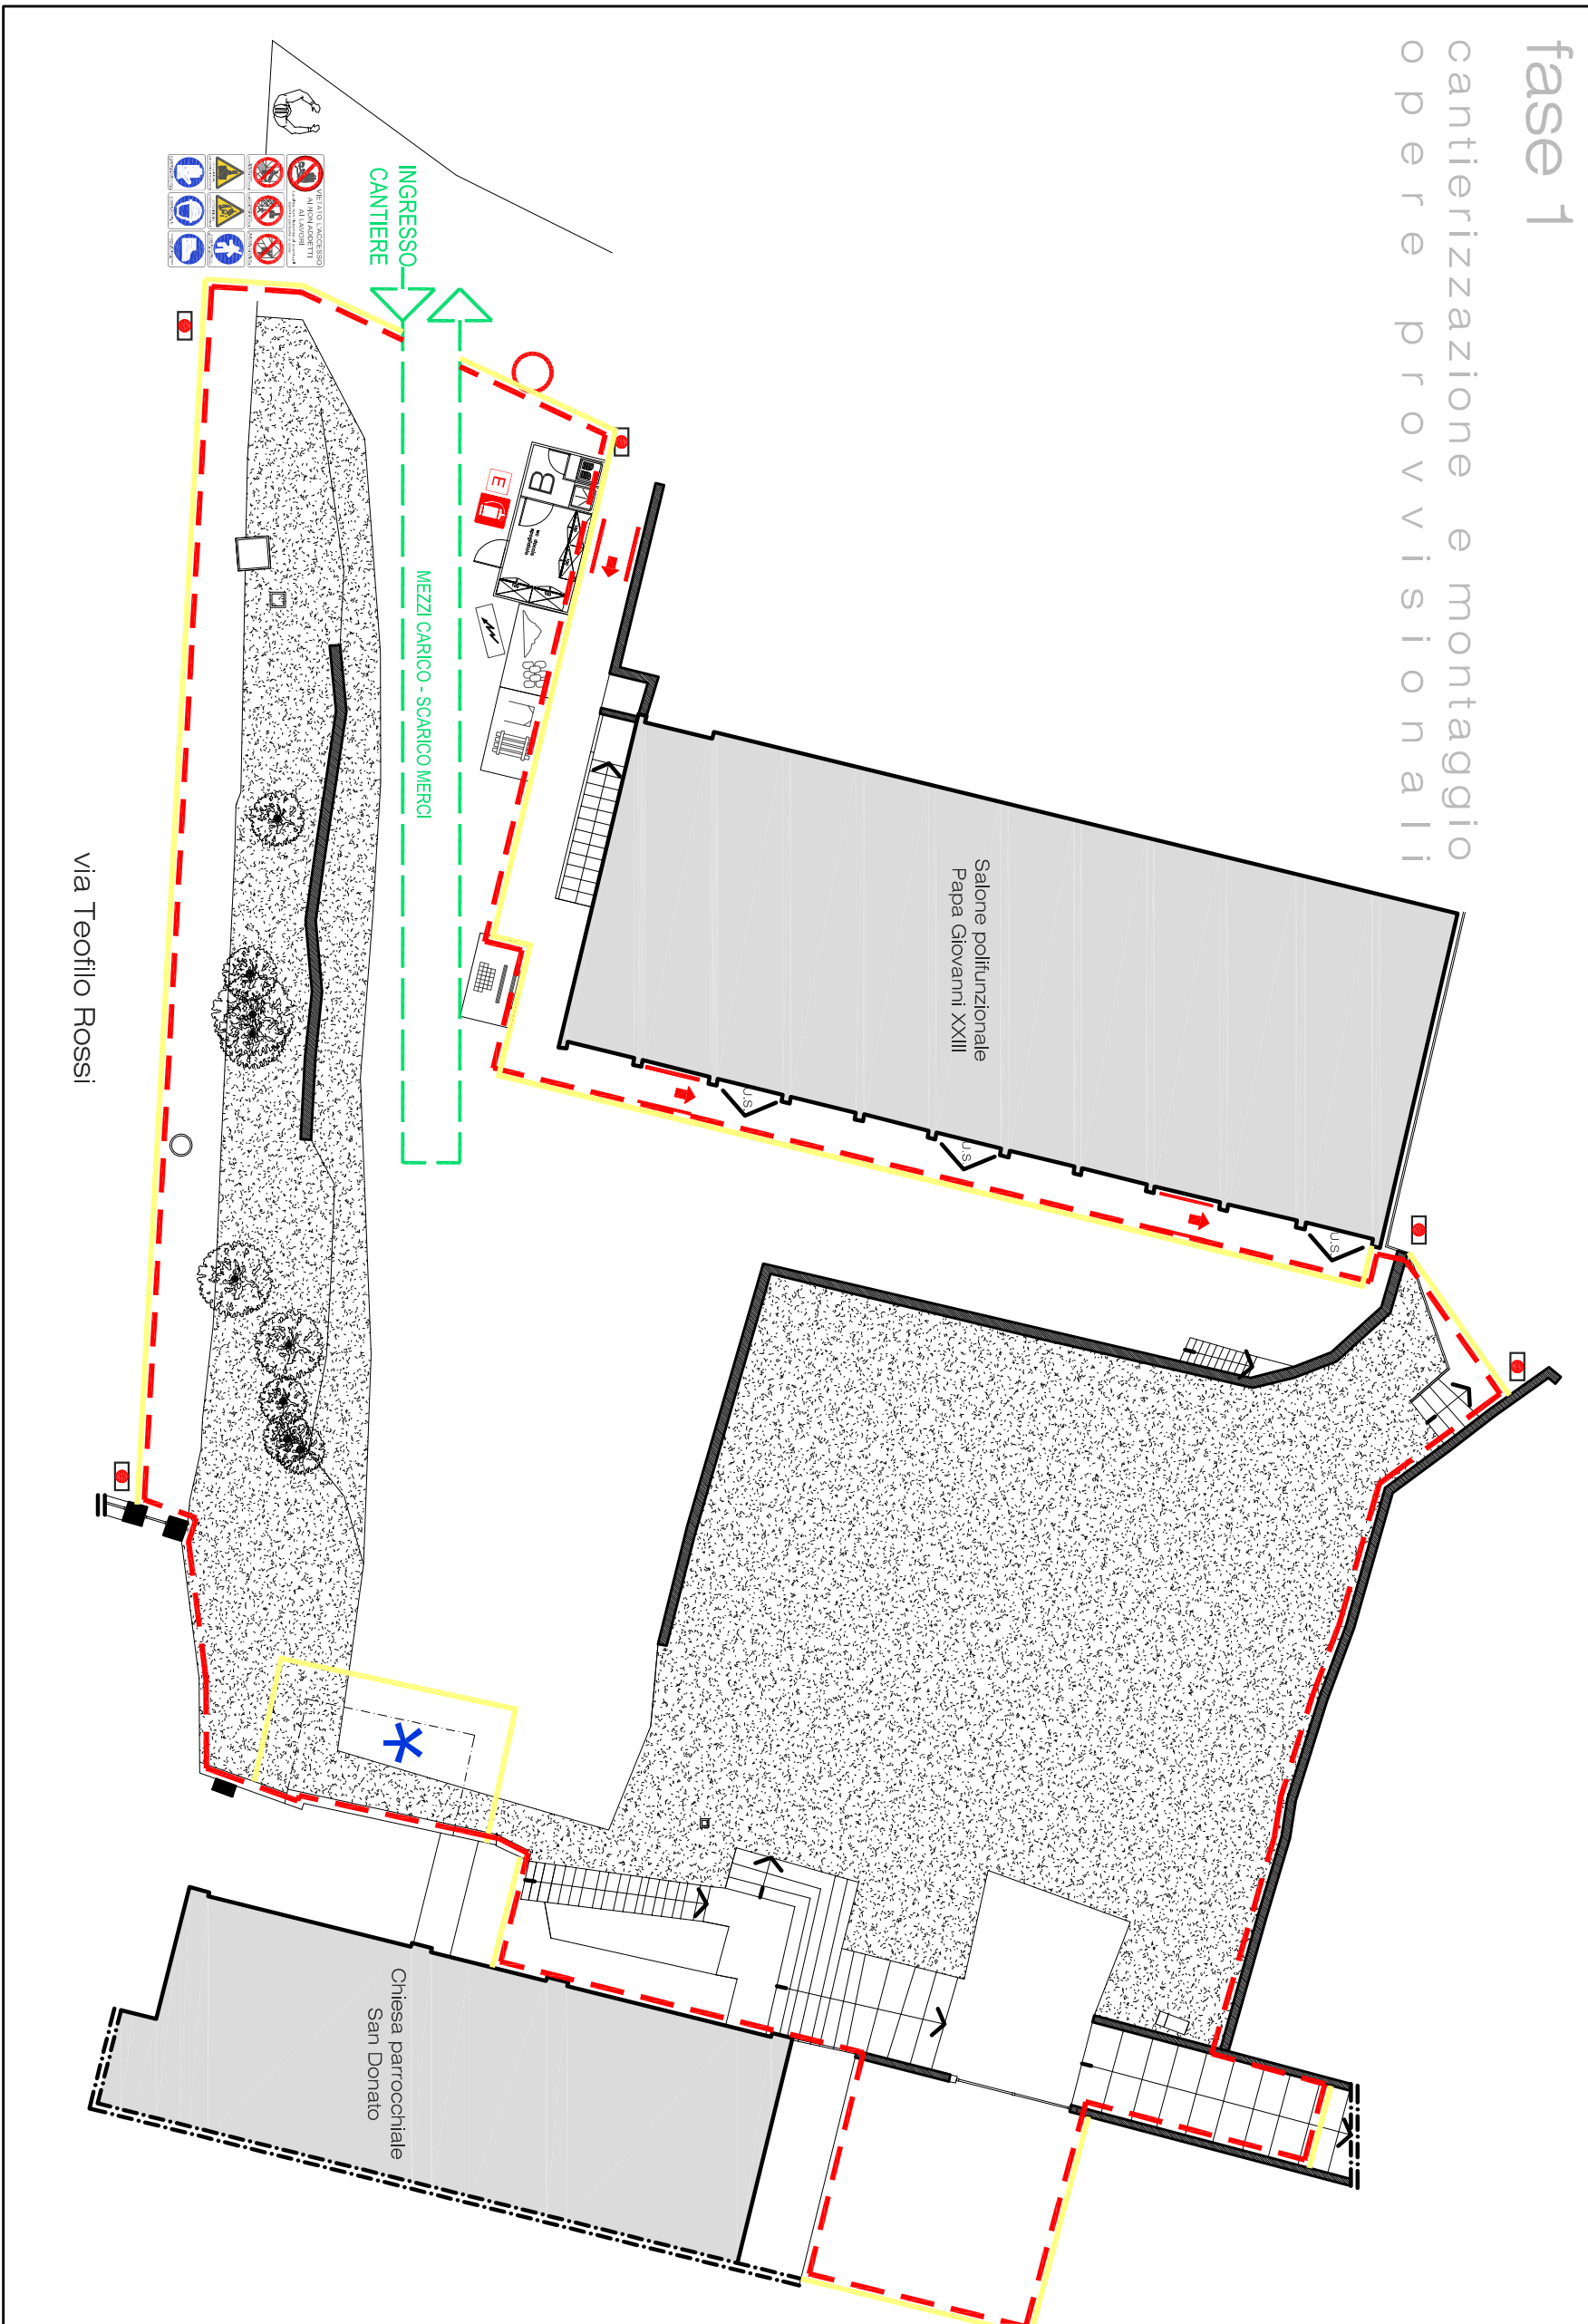 fase 1
cantierizzazione e montaggio
opere provvisionali
INGRESSO
CANTIERE
VIETATO L'ACCESSO
AI NON ADDETTI
AI LAVORI
MEZZI CARICO - SCARICO MERCI
E
B
Salone polifunzionale
Papa Giovanni XXIII
U.S.
U.S.
U.S.
via Teofilo Rossi
Chiesa parrocchiale
San Donato